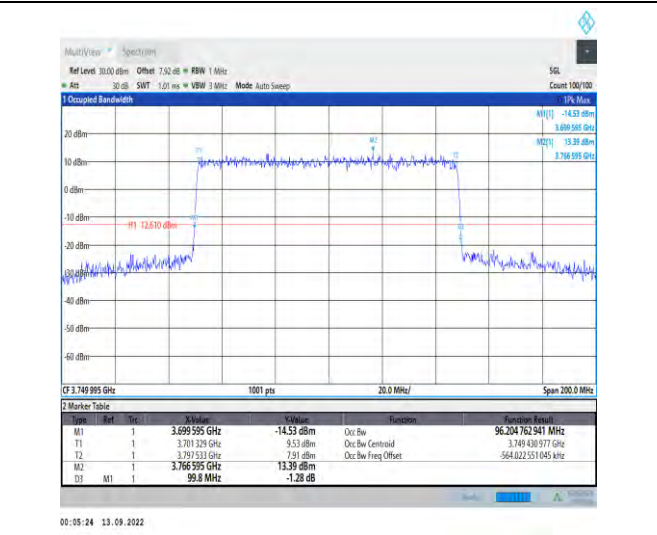 MultiView Spectrum
Ref Level 30.00 dBm Offset 7.92 dB RBW 1 MHz SGL
Att 30 dB SWT 1.01 ms VBW 3 MHz Mode Auto Sweep Count 100/100
1 Occupied Bandwidth 1Pk Max
M1[1] -14.53 dBm
3.699 595 GHz
M2[1] 13.39 dBm
3.766 595 GHz
20 dBm
M2
T1
T2
10 dBm
0 dBm
-10 dBm
H1 12.610 dBm
-20 dBm
-30 dBm
-40 dBm
-50 dBm
-60 dBm
CF 3.749 995 GHz 1001 pts 20.0 MHz/ Span 200.0 MHz
2 Marker Table
Type Ref Trc X-Value Y-Value Function Function Result
M1 1 3.699 595 GHz -14.53 dBm Occ Bw 96.204 762 941 MHz
T1 1 3.701 329 GHz 9.53 dBm Occ Bw Centroid 3.749 430 977 GHz
T2 1 3.797 533 GHz 7.91 dBm Occ Bw Freq Offset -564.022 551 045 kHz
M2 1 3.766 595 GHz 13.39 dBm
D3 M1 1 99.8 MHz -1.28 dB
Ready
00:05:24 13.09.2022